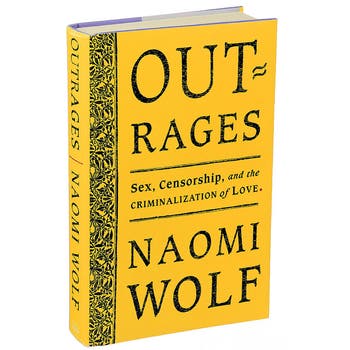 OUTRAGES | NAOMI WOLF
OUT=
RAGES
Sex, Censorship, and the
CRIMINALIZATION of LOVE.
NAOMI
WOLF